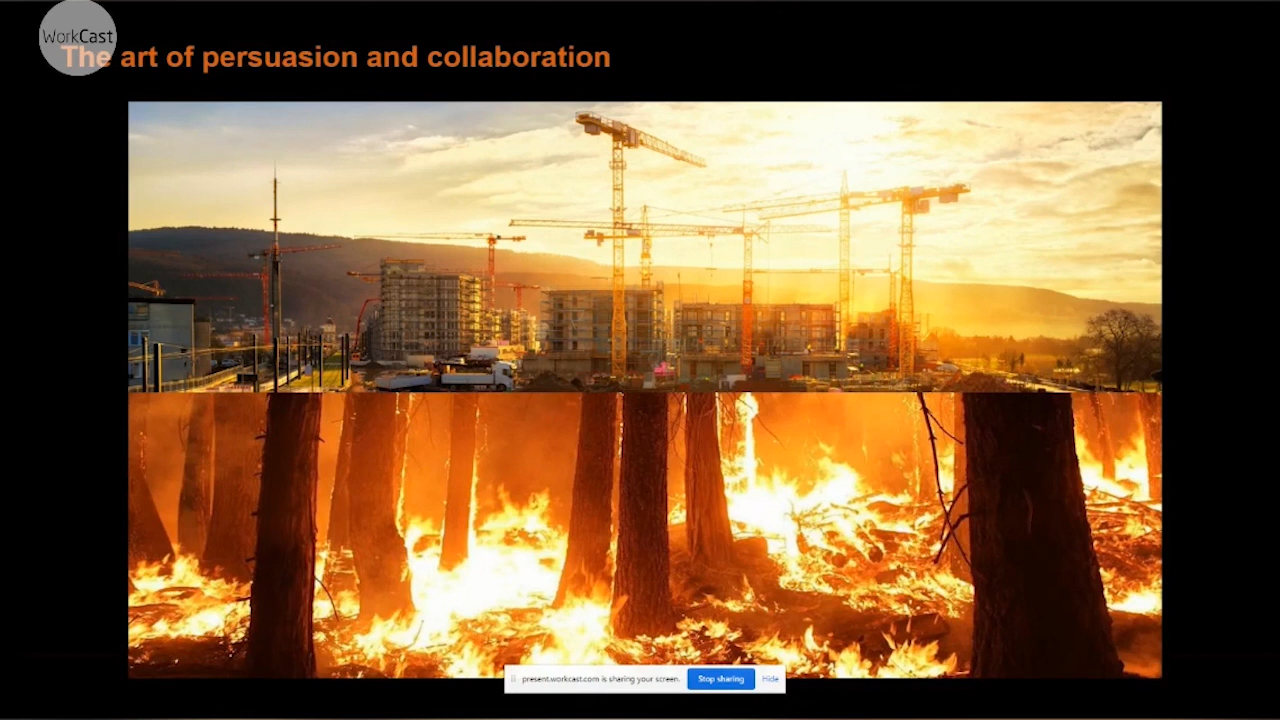 WorkCast
The art of persuasion and collaboration
present.workcast.com is sharing your screen.
Stop sharing
Hide